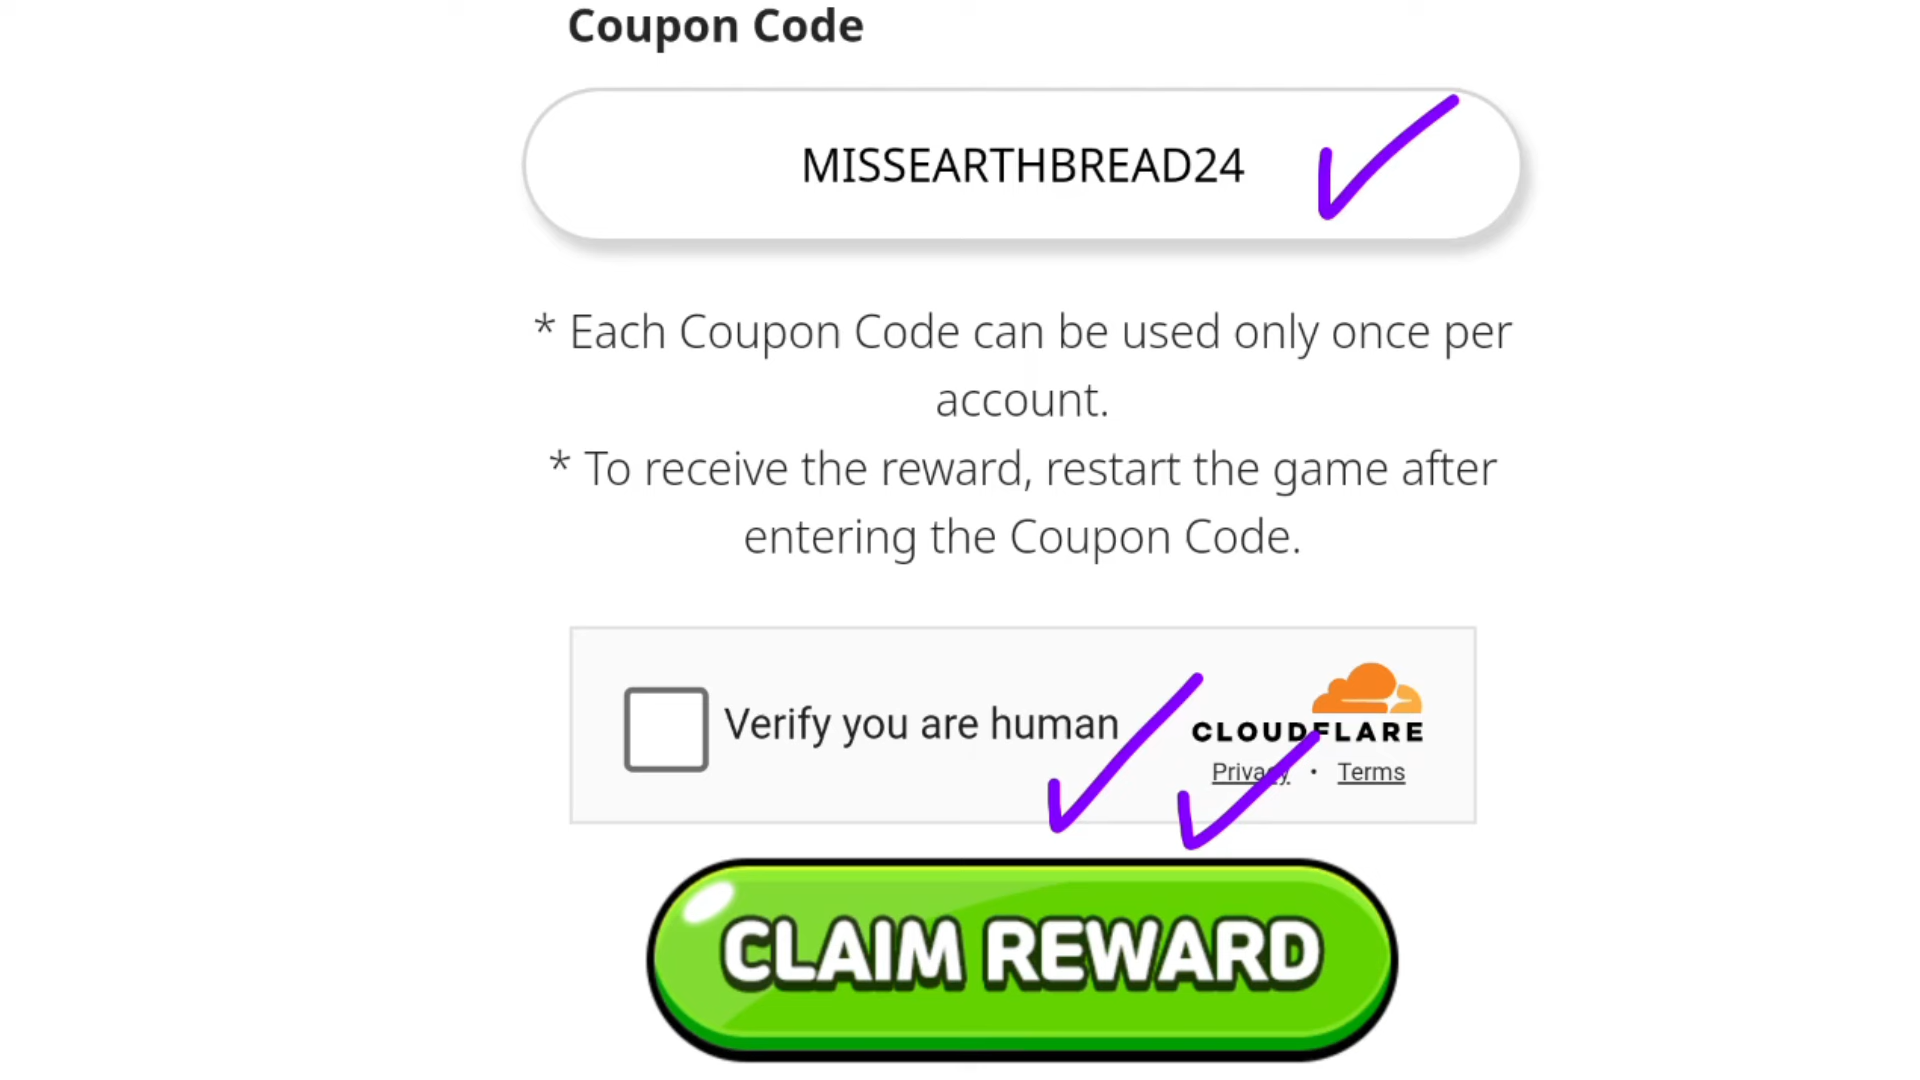 Coupon Code
MISSEARTHBREAD24
* Each Coupon Code can be used only once per
account.
* To receive the reward, restart the game after
entering the Coupon Code.
Verify you are human
CLOUDFLARE
Privacy • Terms
CLAIM REWARD